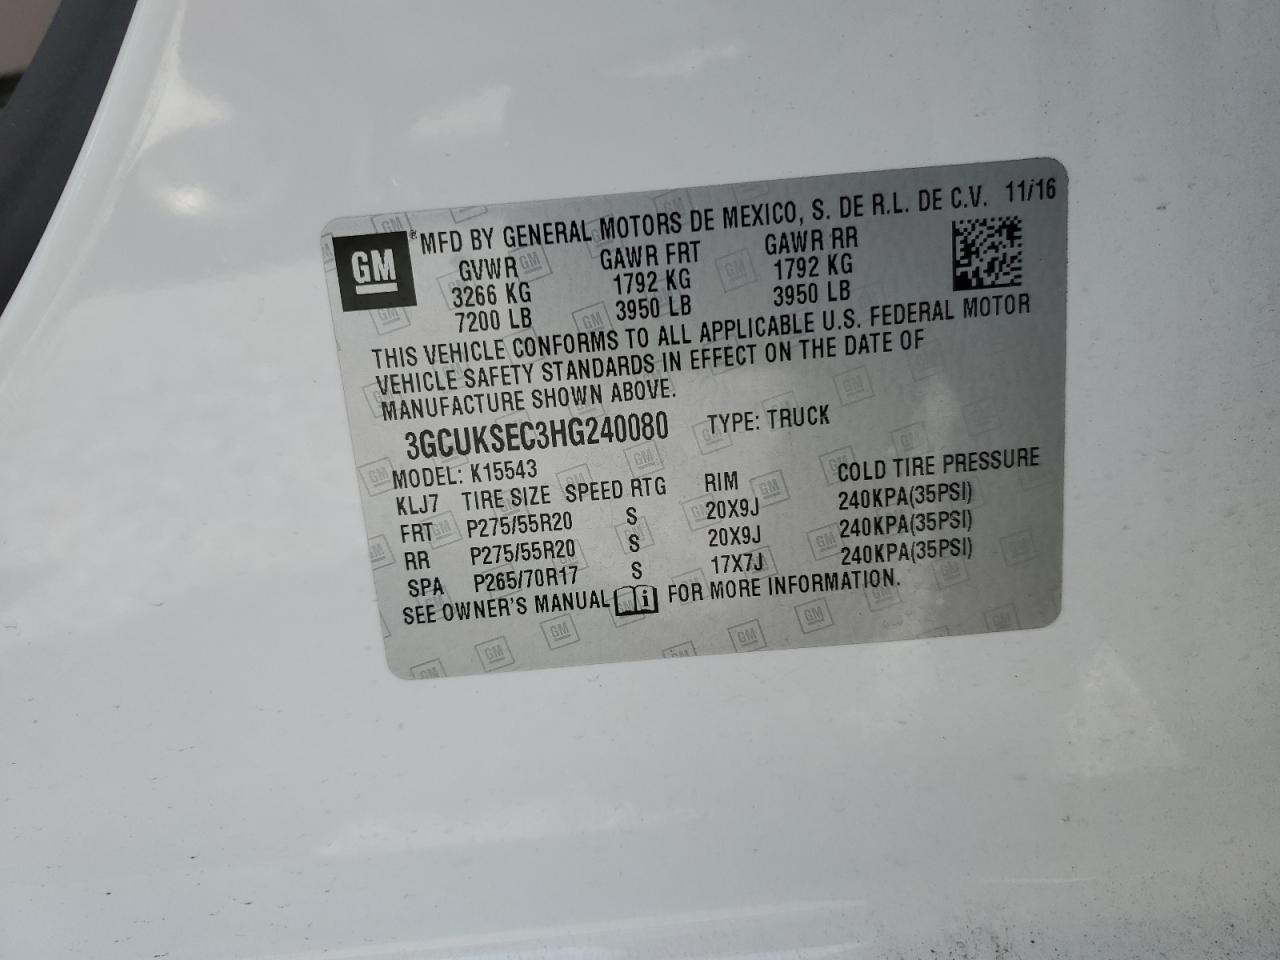 GM ® MFD BY GENERAL MOTORS DE MEXICO, S. DE R.L. DE C.V. 11/16
GVWR GAWR FRT GAWR RR
3266 KG 1792 KG 1792 KG
7200 LB 3950 LB 3950 LB
THIS VEHICLE CONFORMS TO ALL APPLICABLE U.S. FEDERAL MOTOR
VEHICLE SAFETY STANDARDS IN EFFECT ON THE DATE OF
MANUFACTURE SHOWN ABOVE.
3GCUKSEC3HG240080 TYPE: TRUCK
MODEL: K15543
KLJ7 TIRE SIZE SPEED RTG RIM COLD TIRE PRESSURE
FRT P275/55R20 S 20X9J 240KPA(35PSI)
RR P275/55R20 S 20X9J 240KPA(35PSI)
SPA P265/70R17 S 17X7J 240KPA(35PSI)
SEE OWNER'S MANUAL i FOR MORE INFORMATION.